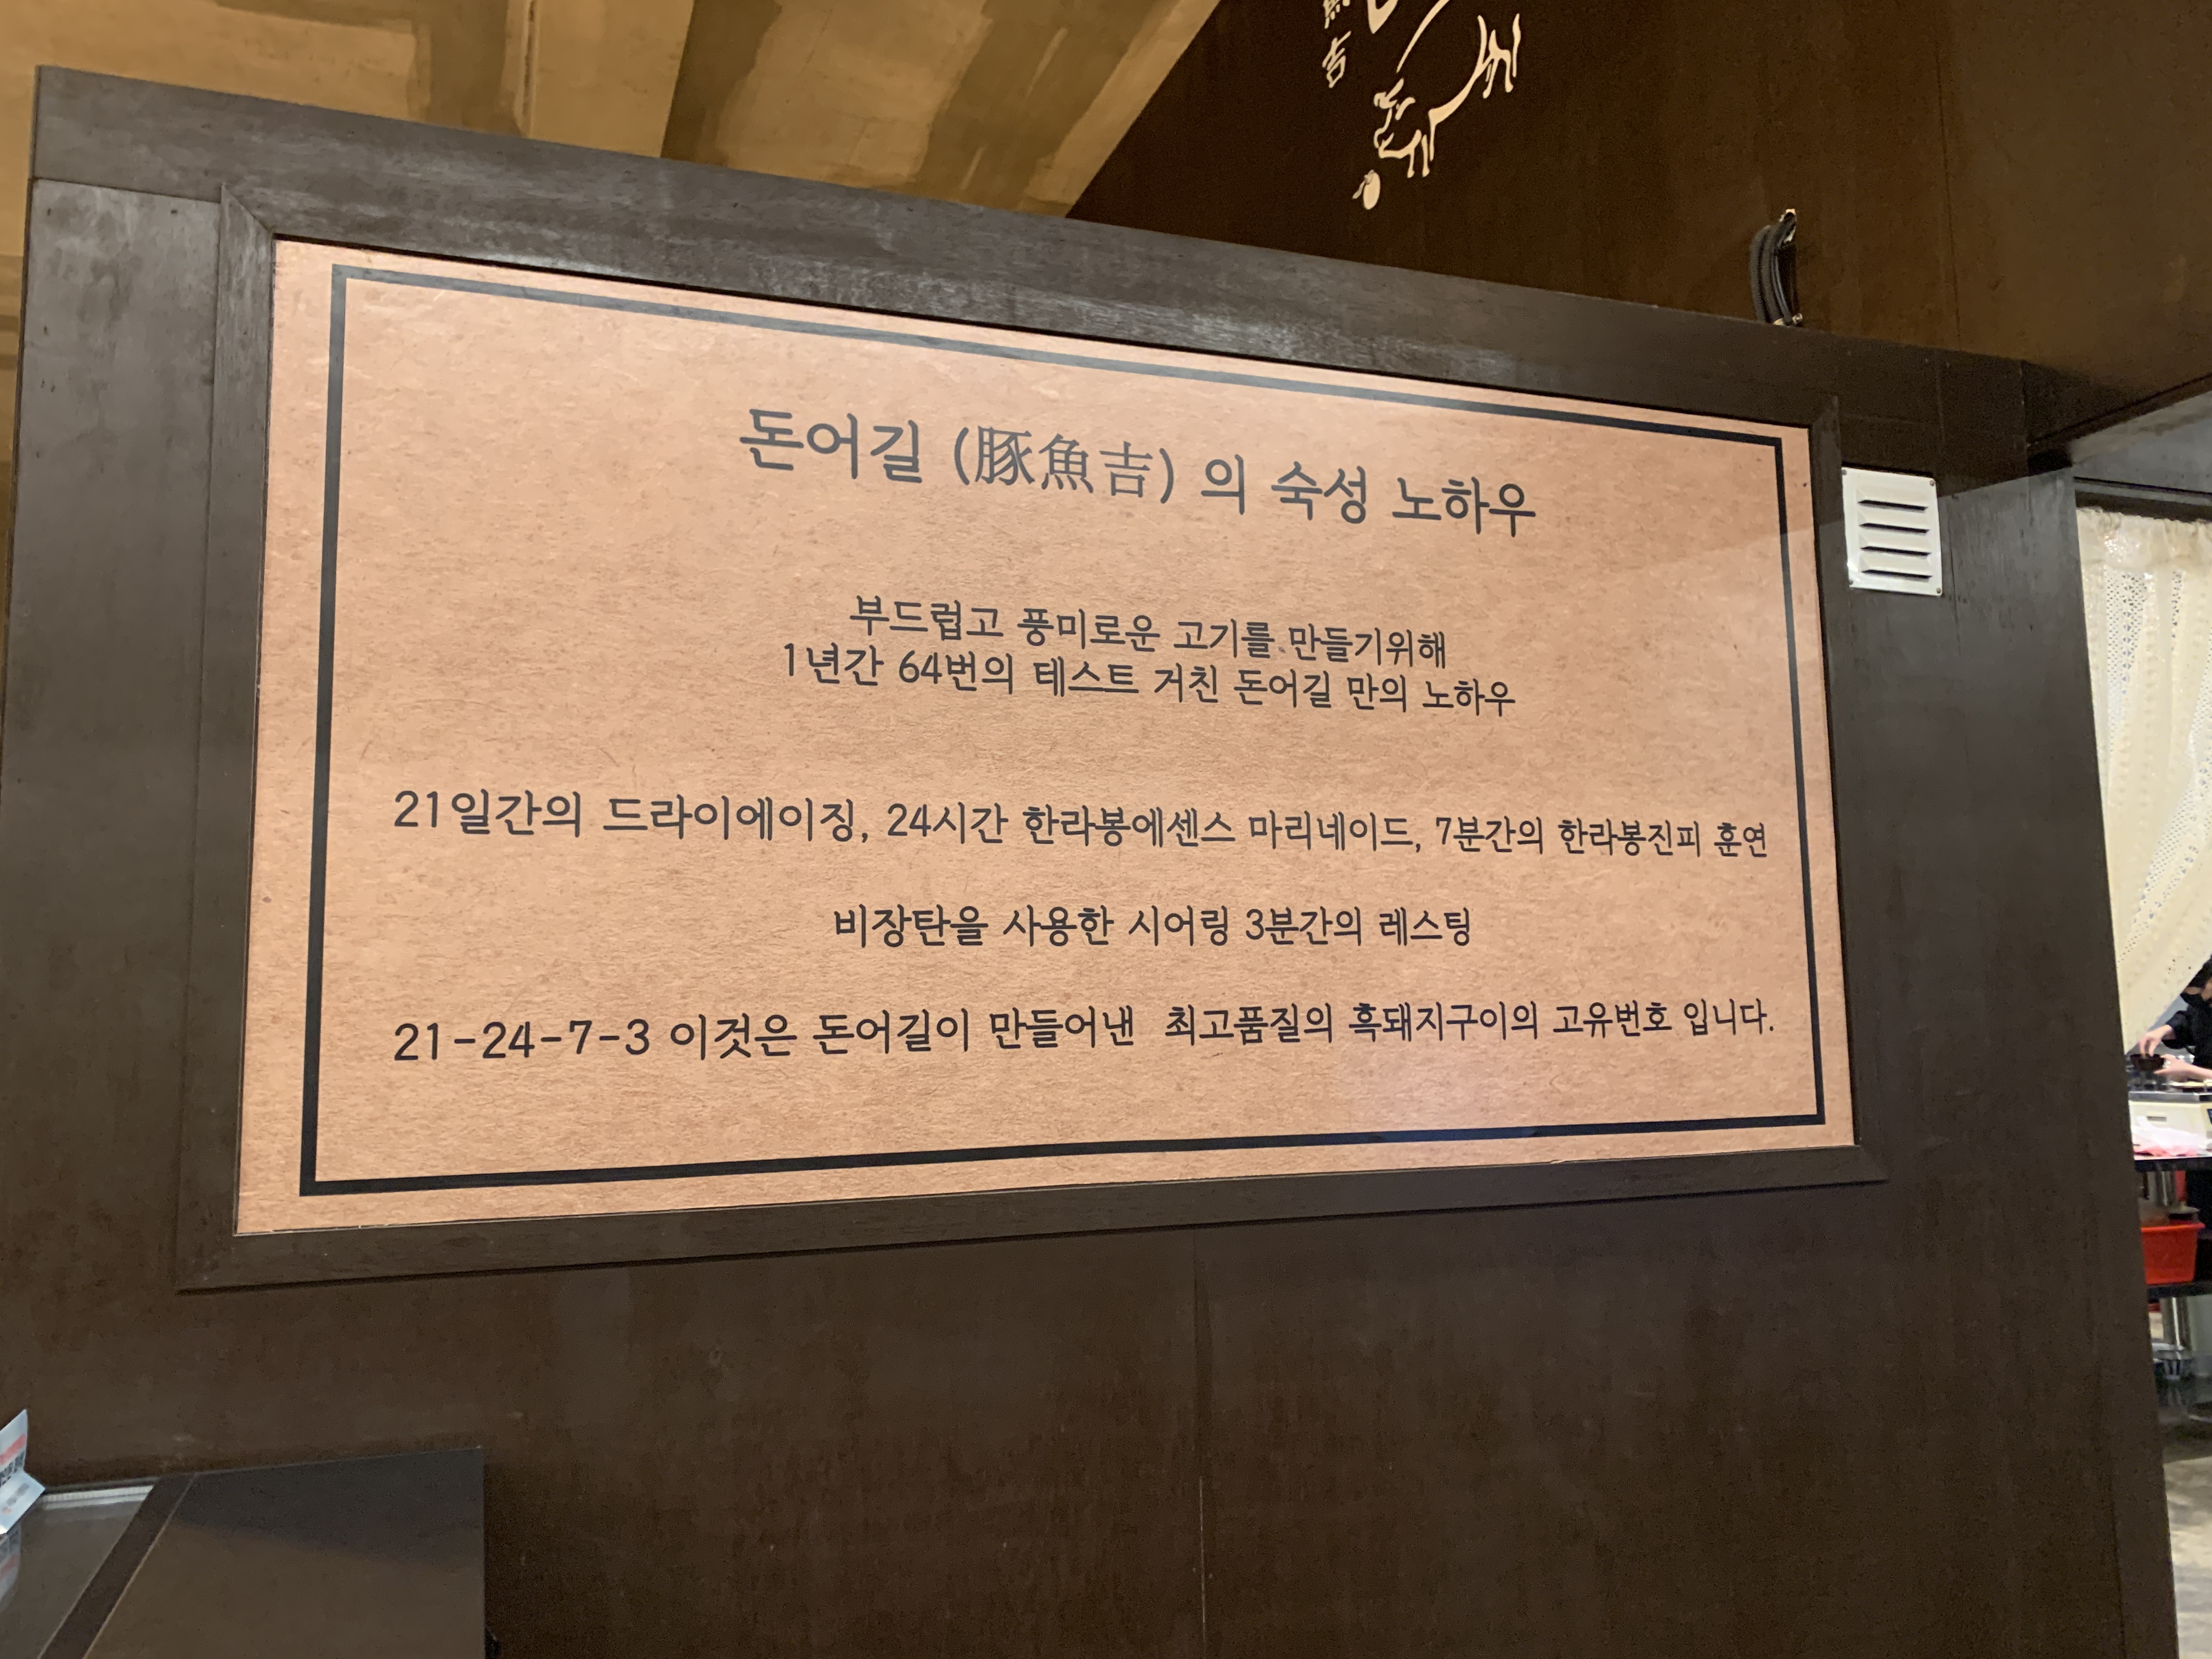 吉
돈어길 (豚魚吉) 의 숙성 노하우
부드럽고 풍미로운 고기를 만들기위해
1년간 64번의 테스트 거친 돈어길 만의 노하우
21일간의 드라이에이징, 24시간 한라봉에센스 마리네이드, 7분간의 한라봉진피 훈연
비장탄을 사용한 시어링 3분간의 레스팅
21-24-7-3 이것은 돈어길이 만들어낸 최고품질의 흑돼지구이의 고유번호 입니다.